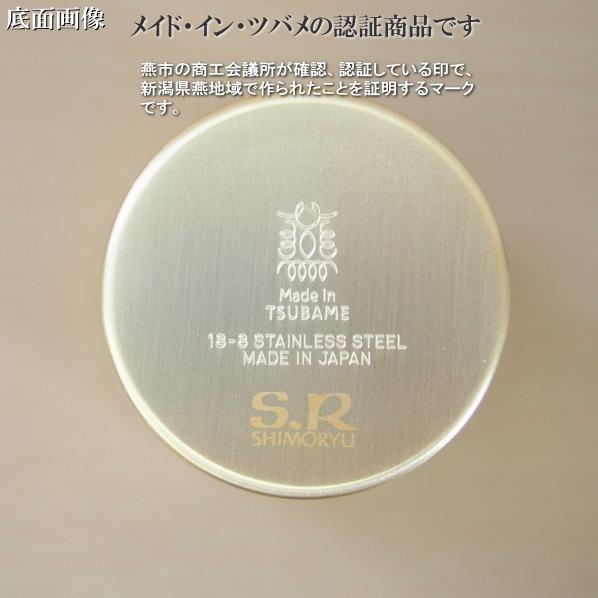 底面画像
メイド・イン・ツバメの認証商品です
燕市の商工会議所が確認、認証している印で、
新潟県燕地域で作られたことを証明するマーク
です。
Made in
TSUBAME
18-8 STAINLESS STEEL
MADE IN JAPAN
S.R
SHIMORYU